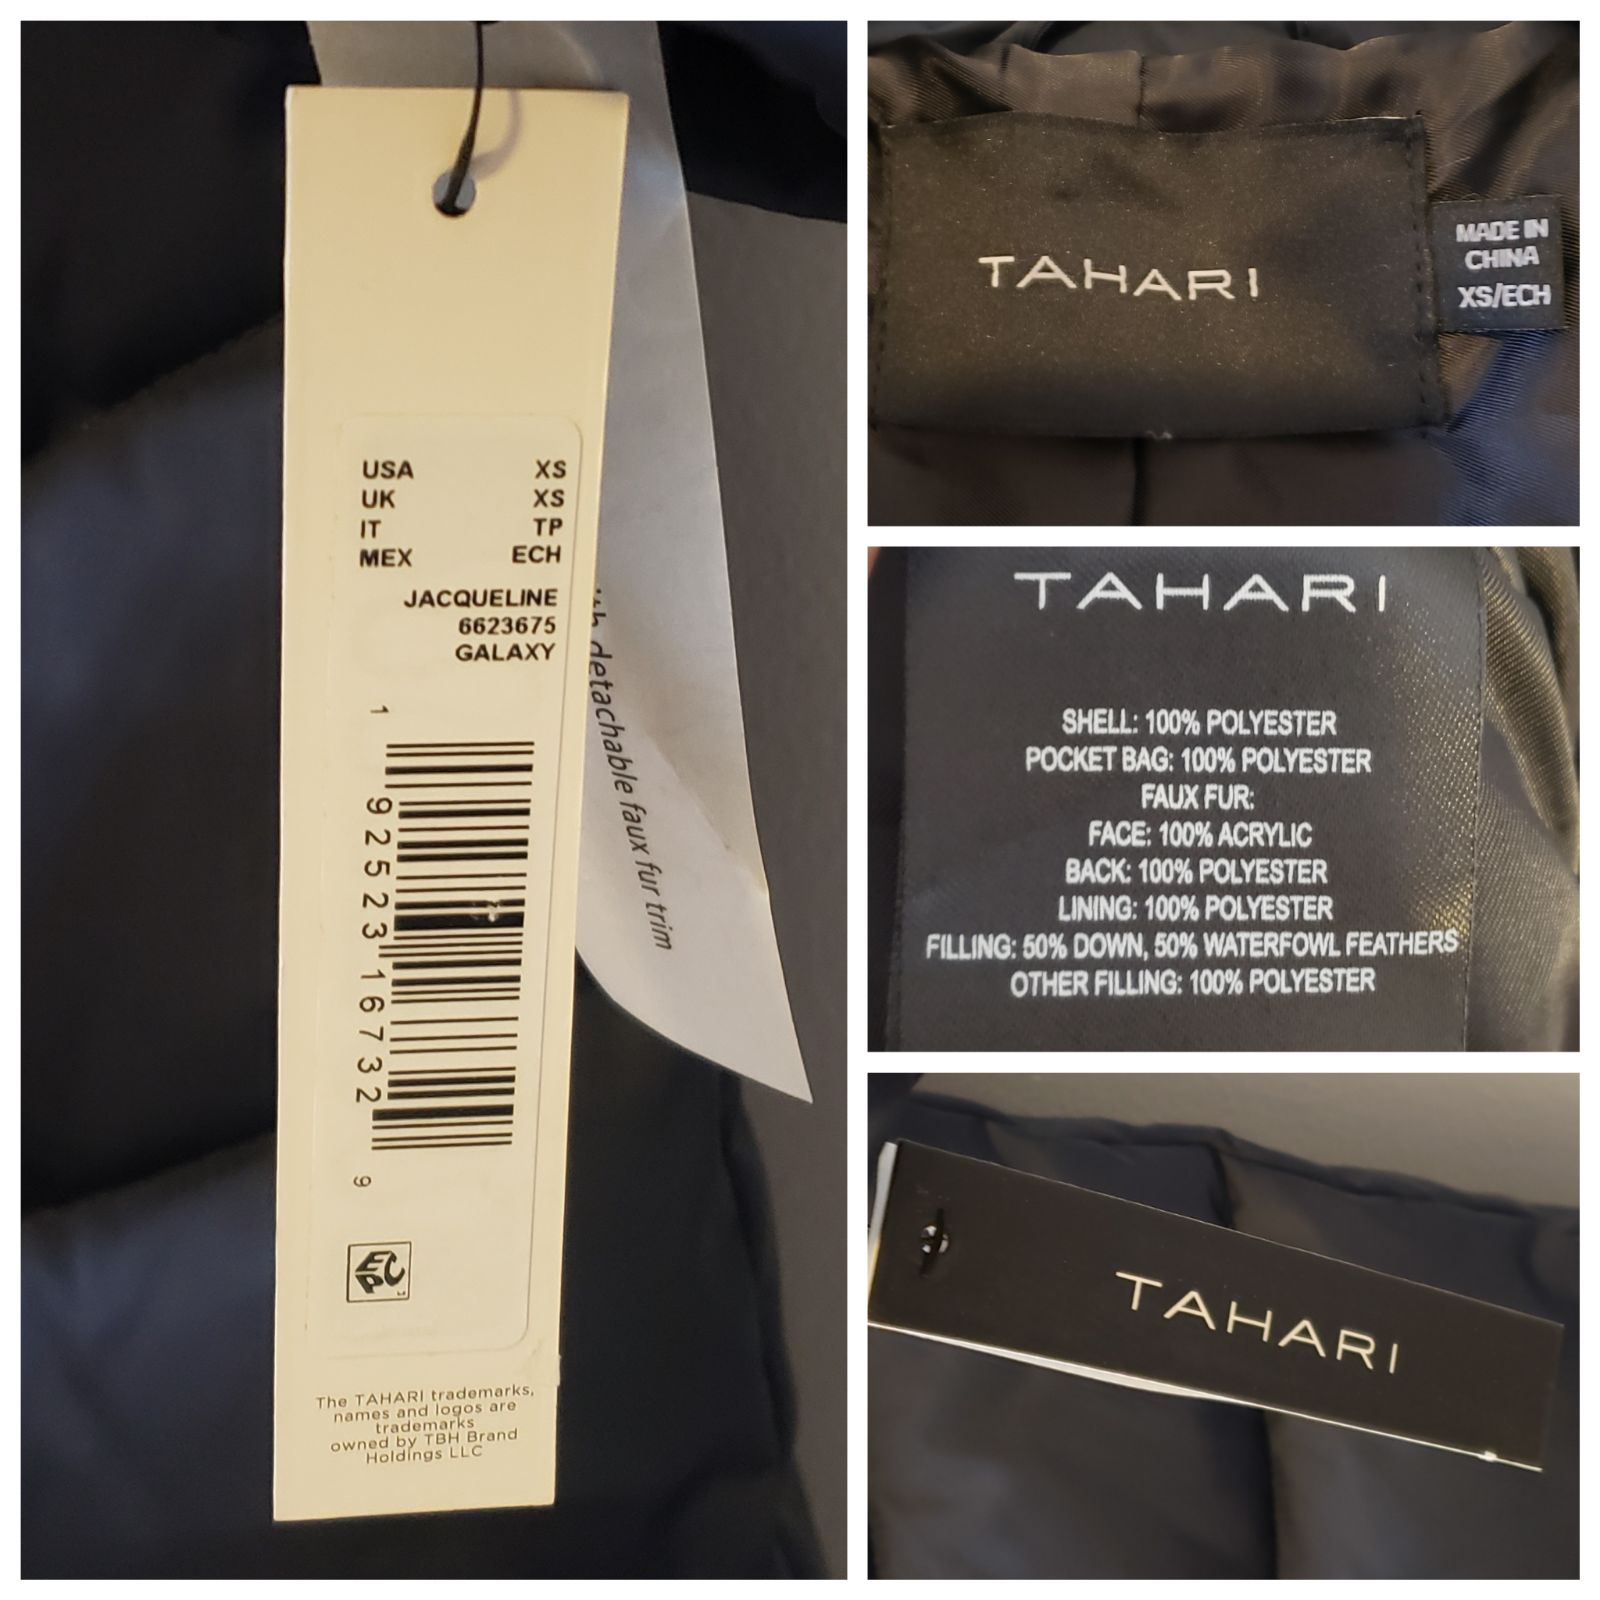 USA XS
UK XS
IT TP
MEX ECH
JACQUELINE
6623675
GALAXY
1 92523 16732 9
The TAHARI trademarks,
names and logos are
trademarks
owned by TBH Brand
Holdings LLC
detachable faux fur trim
TAHARI
MADE IN
CHINA
XS/ECH
TAHARI
SHELL: 100% POLYESTER
POCKET BAG: 100% POLYESTER
FAUX FUR:
FACE: 100% ACRYLIC
BACK: 100% POLYESTER
LINING: 100% POLYESTER
FILLING: 50% DOWN, 50% WATERFOWL FEATHERS
OTHER FILLING: 100% POLYESTER
TAHARI